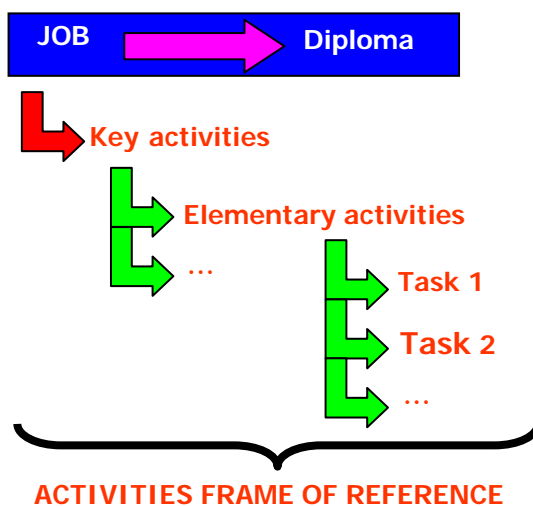 JOB Diploma
Key activities
Elementary activities
...
Task 1
Task 2
...
ACTIVITIES FRAME OF REFERENCE